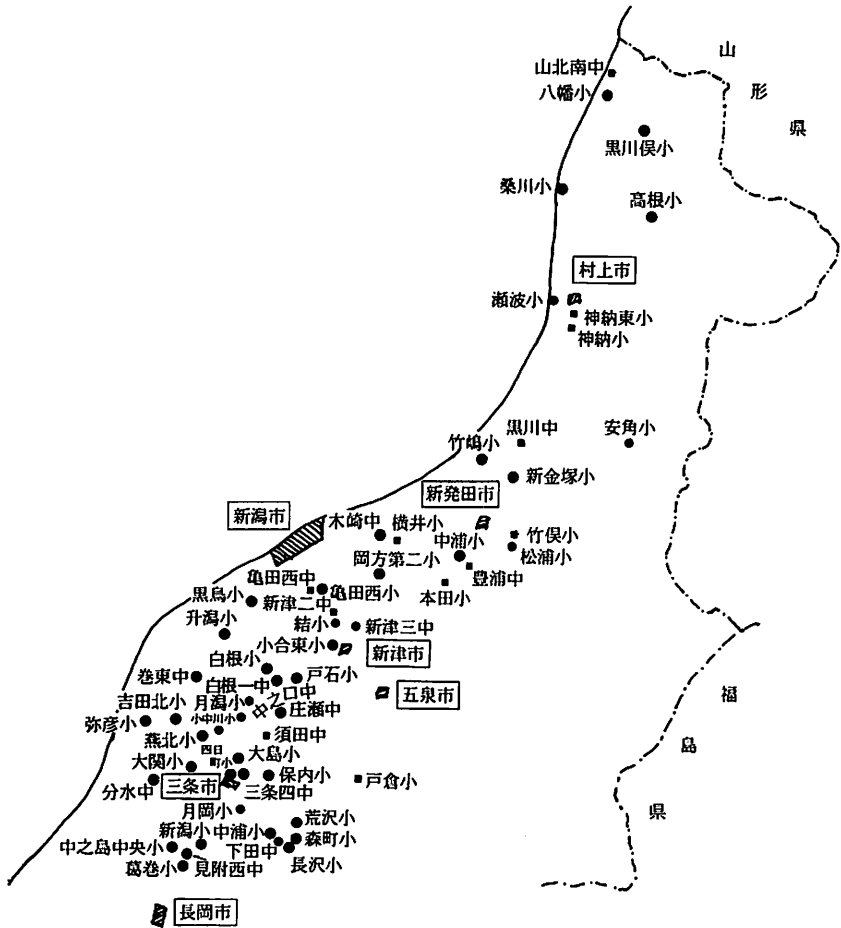 山形県
山北南中
八幡小
黒川俣小
桑川小
高根小
村上市
瀬波小
神納東小
神納小
竹嶋小
黒川中
安角小
新金塚小
新発田市
新潟市
木崎中
横井小
中浦小
竹俣小
松浦小
岡方第二小
豊浦中
本田小
亀田西中
亀田西小
黒鳥小
新津二中
升潟小
結小
新津三中
小合東小
新津市
白根小
巻東中
戸石小
白根一中
五泉市
福島県
吉田北小
月潟小
中之口中
庄瀬中
弥彦小
小中川小
燕北小
須田中
四日町小
大島小
大関小
分水中
三条市
保内小
三条四中
戸倉小
月岡小
荒沢小
新潟小
中浦小
森町小
中之島中央小
下田中
葛巻小
見附西中
長沢小
長岡市